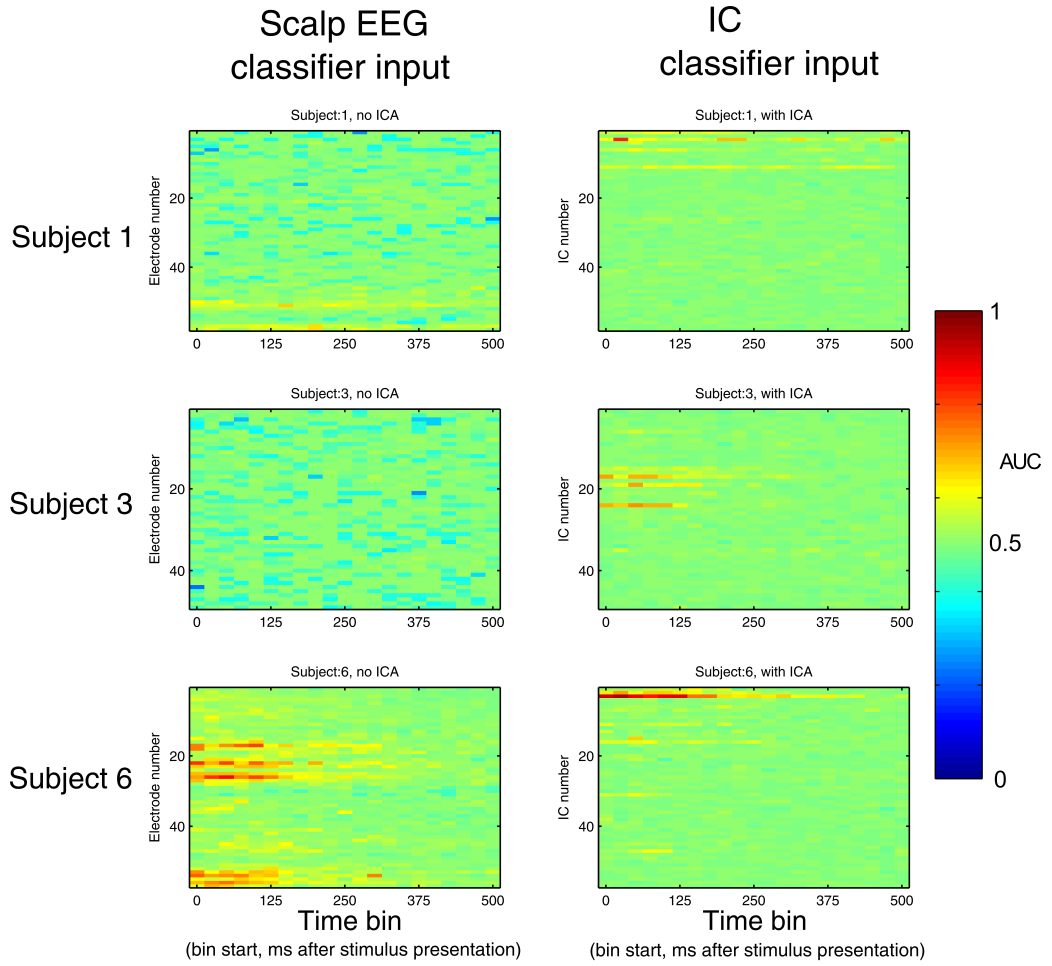 Scalp EEG
classifier input
IC
classifier input
Subject:1, no ICA
Subject:1, with ICA
Subject 1
Electrode number
20
40
0 125 250 375 500
IC number
20
40
0 125 250 375 500
Subject:3, no ICA
Subject:3, with ICA
Subject 3
Electrode number
20
40
0 125 250 375 500
IC number
20
40
0 125 250 375 500
Subject:6, no ICA
Subject:6, with ICA
Subject 6
Electrode number
20
40
0 125 250 375 500
IC number
20
40
0 125 250 375 500
Time bin
(bin start, ms after stimulus presentation)
Time bin
(bin start, ms after stimulus presentation)
1
AUC
0.5
0